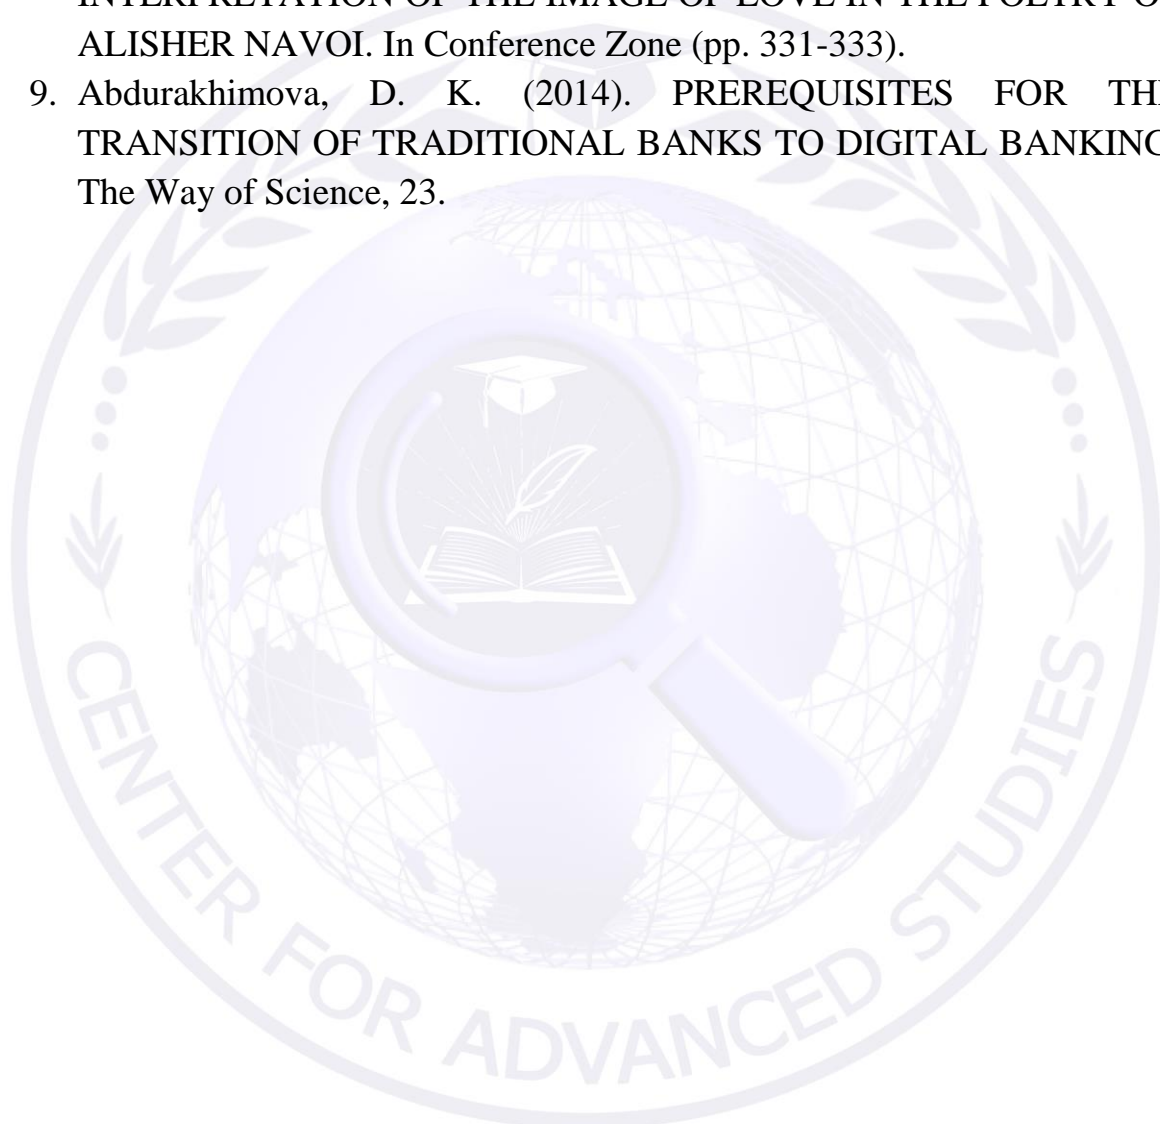 INTERPRETATION OF THE IMAGE OF LOVE IN THE POETRY
ALISHER NAVOI. In Conference Zone (pp. 331-333).
9. Abdurakhimova, D. K. (2014). PREREQUISITES FOR
TRANSITION OF TRADITIONAL BANKS TO DIGITAL BANKING
The Way of Science, 23.
CENTER FOR ADVANCED STUDIES